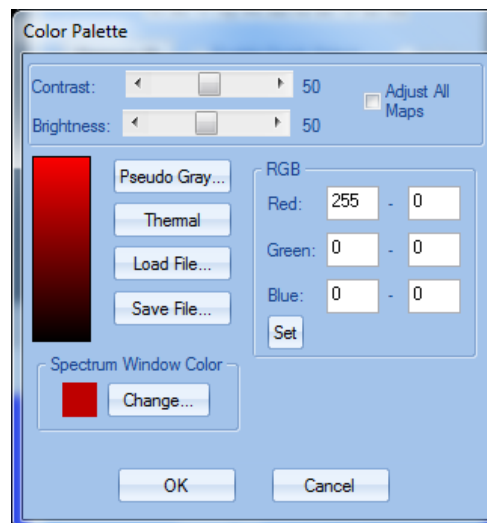 Color Palette
Contrast: 50
Adjust All
Maps
Brightness: 50
Pseudo Gray...
Thermal
Load File...
Save File...
RGB
Red: 255 - 0
Green: 0 - 0
Blue: 0 - 0
Set
Spectrum Window Color
Change...
OK Cancel